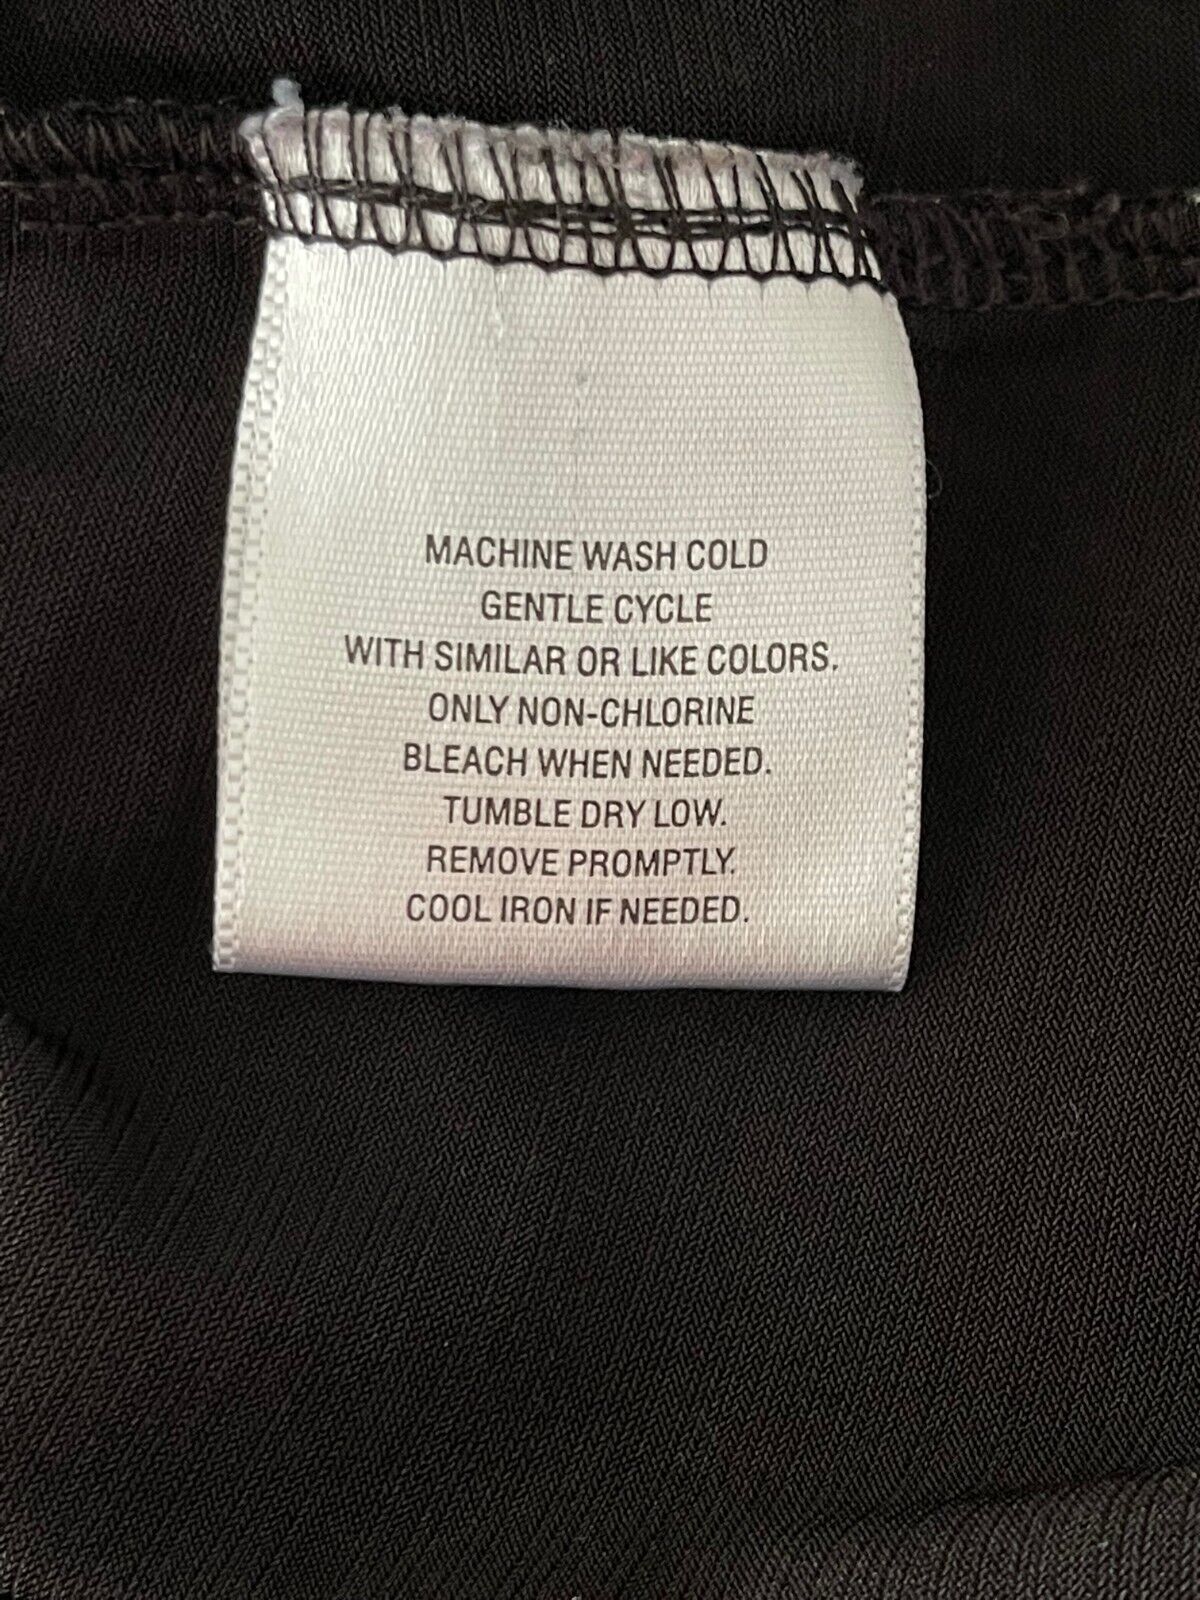 MACHINE WASH COLD
GENTLE CYCLE
WITH SIMILAR OR LIKE COLORS.
ONLY NON-CHLORINE
BLEACH WHEN NEEDED.
TUMBLE DRY LOW.
REMOVE PROMPTLY.
COOL IRON IF NEEDED.